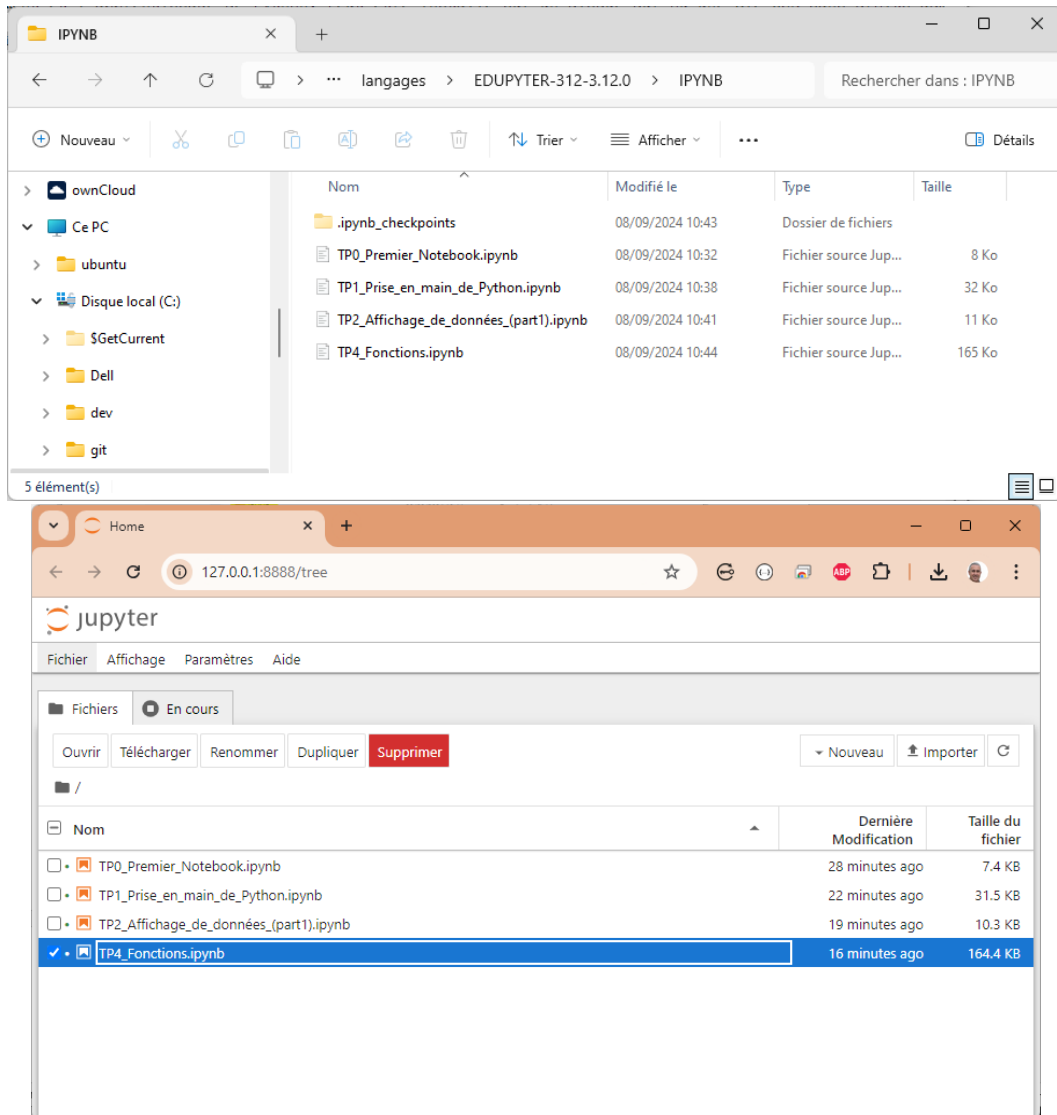 IPYNB
langages > EDUPYTER-312-3.12.0 > IPYNB
Rechercher dans : IPYNB
Nouveau
Trier
Afficher
Détails
ownCloud
Ce PC
ubuntu
Disque local (C:)
$GetCurrent
Dell
dev
git
Nom Modifié le Type Taille
.ipynb_checkpoints 08/09/2024 10:43 Dossier de fichiers
TP0_Premier_Notebook.ipynb 08/09/2024 10:32 Fichier source Jup... 8 Ko
TP1_Prise_en_main_de_Python.ipynb 08/09/2024 10:38 Fichier source Jup... 32 Ko
TP2_Affichage_de_données_(part1).ipynb 08/09/2024 10:41 Fichier source Jup... 11 Ko
TP4_Fonctions.ipynb 08/09/2024 10:44 Fichier source Jup... 165 Ko
5 élément(s)
Home
127.0.0.1:8888/tree
ABP
jupyter
Fichier Affichage Paramètres Aide
Fichiers En cours
Ouvrir Télécharger Renommer Dupliquer Supprimer Nouveau Importer
/
Nom Dernière Modification Taille du fichier
TP0_Premier_Notebook.ipynb 28 minutes ago 7.4 KB
TP1_Prise_en_main_de_Python.ipynb 22 minutes ago 31.5 KB
TP2_Affichage_de_données_(part1).ipynb 19 minutes ago 10.3 KB
TP4_Fonctions.ipynb 16 minutes ago 164.4 KB